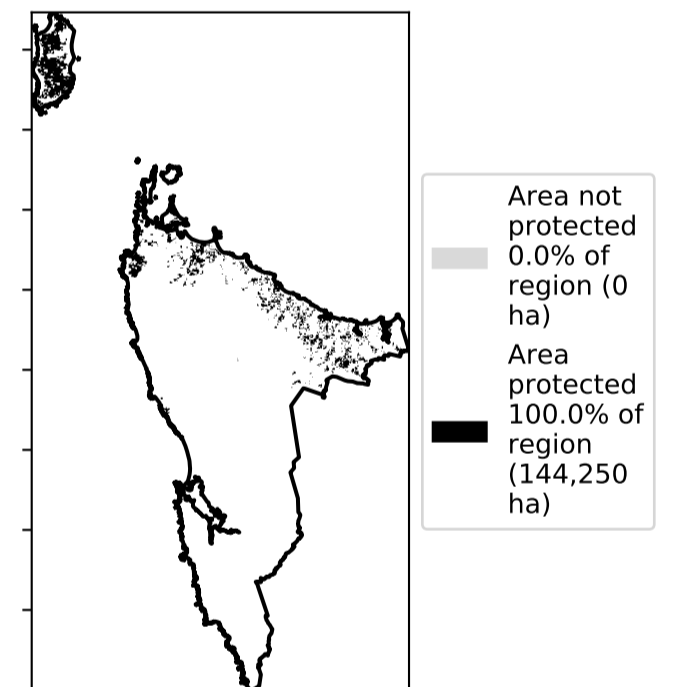 Area not
protected
0.0% of
region (0
ha)
Area
protected
100.0% of
region
(144,250
ha)